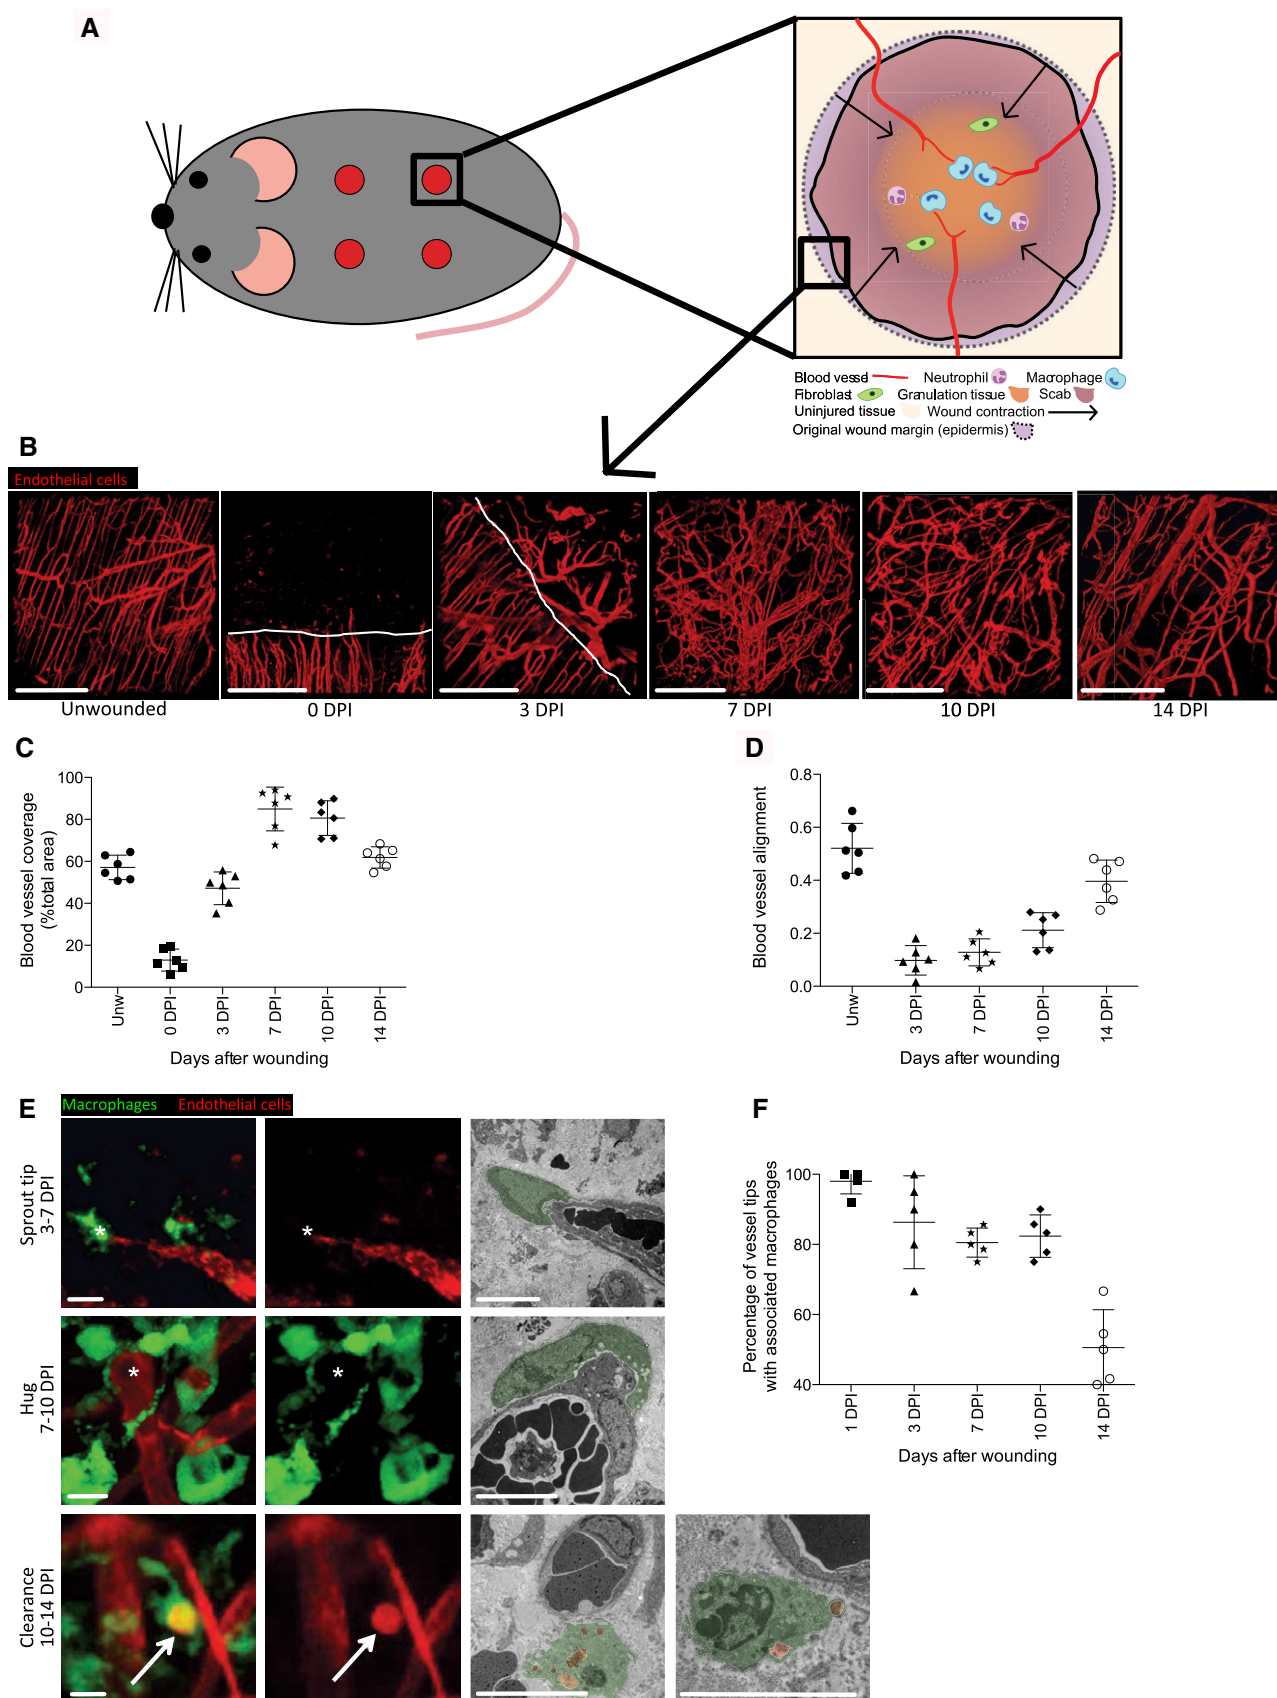 A
Blood vessel
Neutrophil
Macrophage
Fibroblast
Granulation tissue
Scab
Uninjured tissue
Wound contraction
Original wound margin (epidermis)
B
Endothelial cells
Unwounded
0 DPI
3 DPI
7 DPI
10 DPI
14 DPI
C
Blood vessel coverage
(%total area)
100
80
60
40
20
0
Unw
0 DPI
3 DPI
7 DPI
10 DPI
14 DPI
Days after wounding
D
Blood vessel alignment
0.8
0.6
0.4
0.2
0.0
Unw
3 DPI
7 DPI
10 DPI
14 DPI
Days after wounding
E
Macrophages Endothelial cells
Sprout tip
3-7 DPI
*
*
Hug
7-10 DPI
*
*
Clearance
10-14 DPI
F
Percentage of vessel tips
with associated macrophages
100
80
60
40
1 DPI
3 DPI
7 DPI
10 DPI
14 DPI
Days after wounding